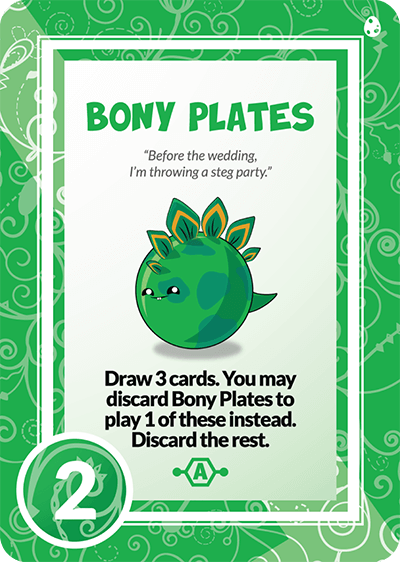 BONY PLATES
“Before the wedding,
I’m throwing a steg party.”
Draw 3 cards. You may
discard Bony Plates to
play 1 of these instead.
Discard the rest.
A
2